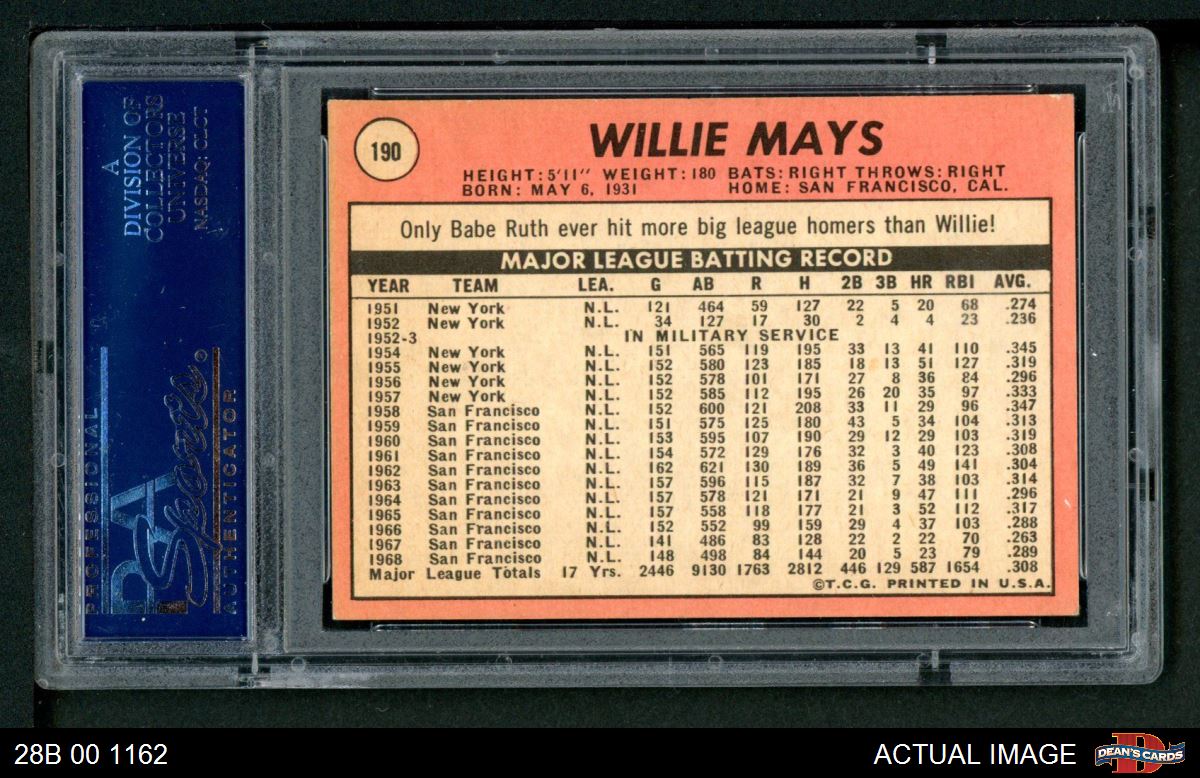 A
DIVISION OF
COLLECTORS
UNIVERSE
NASDAQ: CLCT
PROFESSIONAL
PSA
Sports
AUTHENTICATOR
190
WILLIE MAYS
HEIGHT: 5'11" WEIGHT: 180 BATS: RIGHT THROWS: RIGHT
BORN: MAY 6, 1931 HOME: SAN FRANCISCO, CAL.
Only Babe Ruth ever hit more big league homers than Willie!
MAJOR LEAGUE BATTING RECORD
YEAR TEAM LEA. G AB R H 2B 3B HR RBI AVG.
1951 New York N.L. 121 464 59 127 22 5 20 68 .274
1952 New York N.L. 34 127 17 30 2 4 4 23 .236
1952-3 IN MILITARY SERVICE
1954 New York N.L. 151 565 119 195 33 13 41 110 .345
1955 New York N.L. 152 580 123 185 18 13 51 127 .319
1956 New York N.L. 152 578 101 171 27 8 36 84 .296
1957 New York N.L. 152 585 112 195 26 20 35 97 .333
1958 San Francisco N.L. 152 600 121 208 33 11 29 96 .347
1959 San Francisco N.L. 151 575 125 180 43 5 34 104 .313
1960 San Francisco N.L. 153 595 107 190 29 12 29 103 .319
1961 San Francisco N.L. 154 572 129 176 32 3 40 123 .308
1962 San Francisco N.L. 162 621 130 189 36 5 49 141 .304
1963 San Francisco N.L. 157 596 115 187 32 7 38 103 .314
1964 San Francisco N.L. 157 578 121 171 21 9 47 111 .296
1965 San Francisco N.L. 157 558 118 177 21 3 52 112 .317
1966 San Francisco N.L. 152 552 99 159 29 4 37 103 .288
1967 San Francisco N.L. 141 486 83 128 22 2 22 70 .263
1968 San Francisco N.L. 148 498 84 144 20 5 23 79 .289
Major League Totals 17 Yrs. 2446 9130 1763 2812 446 129 587 1654 .308
©T.C.G. PRINTED IN U.S.A.
28B 00 1162
ACTUAL IMAGE
DEAN'S CARDS